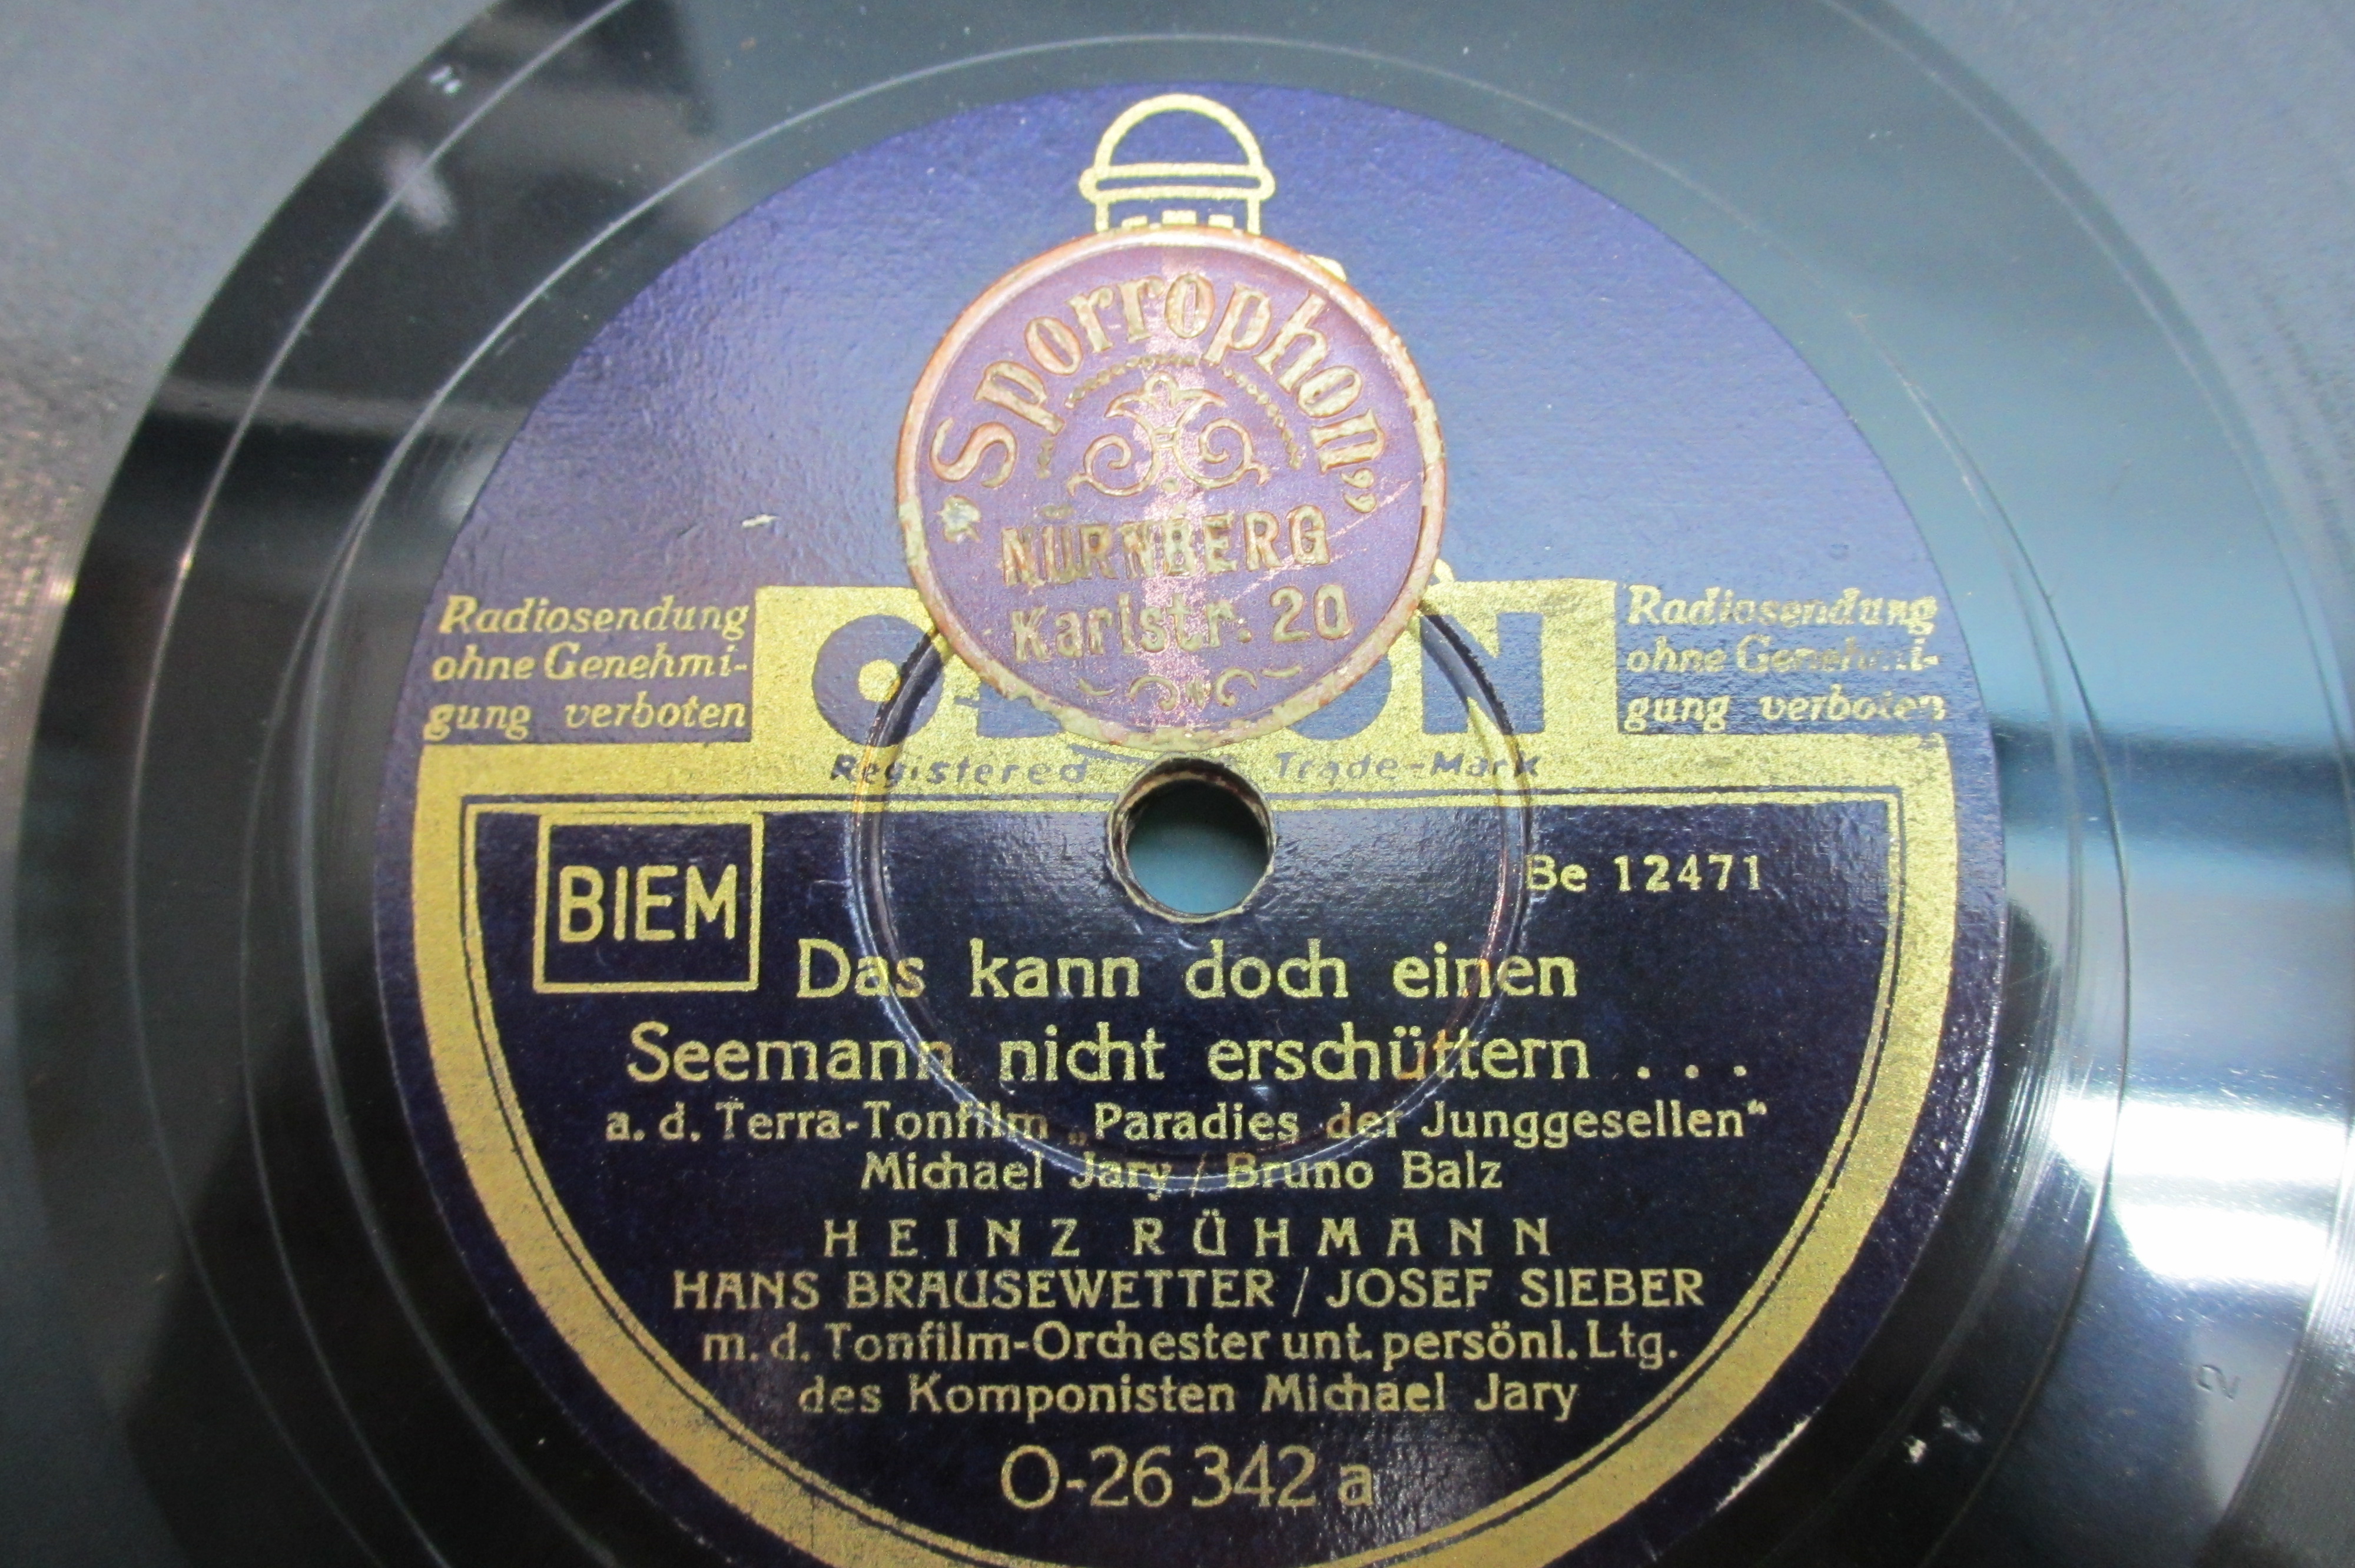 „Sporrophon”
NÜRNBERG
Karlstr. 20
Radiosendung
ohne Genehmi-
gung verboten
Radiosendung
ohne Genehmi-
gung verboten
Registered Trade-Mark
BIEM
Be 12471
Das kann doch einen
Seemann nicht erschüttern . . .
a. d. Terra-Tonfilm „Paradies der Junggesellen“
Michael Jary / Bruno Balz
HEINZ RÜHMANN
HANS BRAUSEWETTER / JOSEF SIEBER
m. d. Tonfilm-Orchester unt. persönl. Ltg.
des Komponisten Michael Jary
O-26 342 a